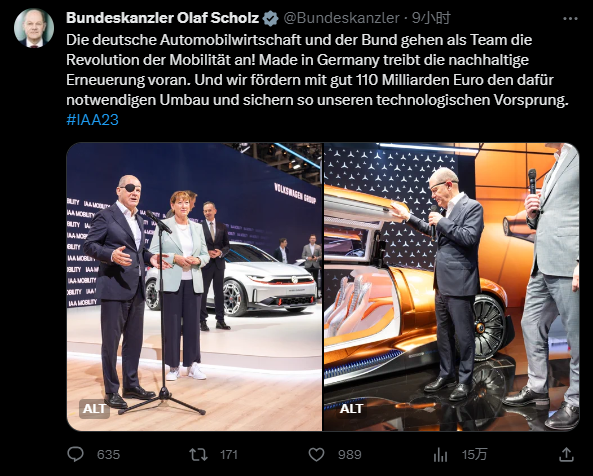 Bundeskanzler Olaf Scholz @Bundeskanzler · 9小时
Die deutsche Automobilwirtschaft und der Bund gehen als Team die
Revolution der Mobilität an! Made in Germany treibt die nachhaltige
Erneuerung voran. Und wir fördern mit gut 110 Milliarden Euro den dafür
notwendigen Umbau und sichern so unseren technologischen Vorsprung.
#IAA23
VOLKSWAGEN GROUP
IAA MOBILITY
ALT
ALT
635 171 989 15万